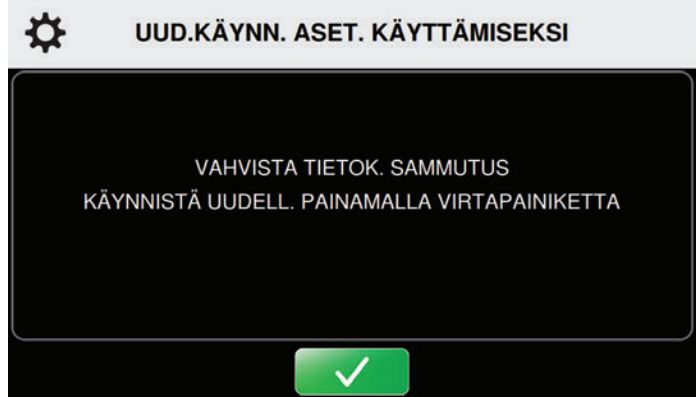 UUD.KÄYNN. ASET. KÄYTTÄMISEKSI
VAHVISTA TIETOK. SAMMUTUS
KÄYNNISTÄ UUDELL. PAINAMALLA VIRTAPAINIKETTA